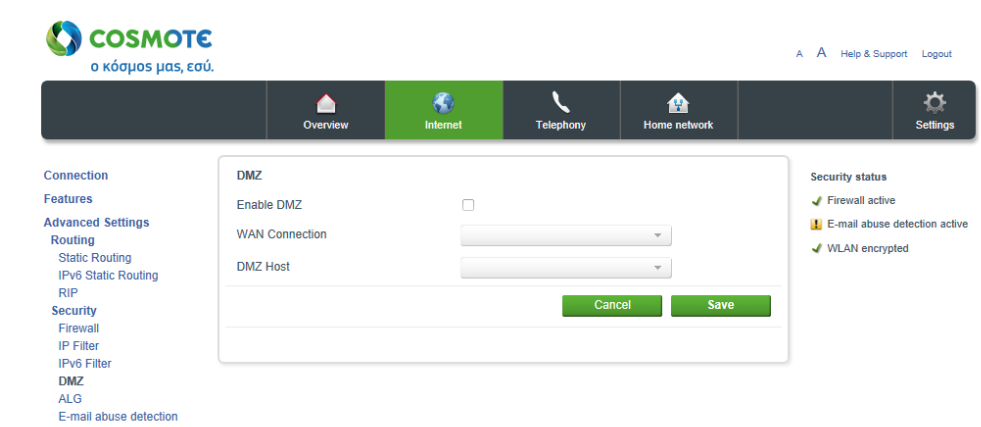 COSMOTE
ο κόσμος μας, εσύ.
A A Help & Support Logout
Overview Internet Telephony Home network Settings
Connection
Features
Advanced Settings
Routing
Static Routing
IPv6 Static Routing
RIP
Security
Firewall
IP Filter
IPv6 Filter
DMZ
ALG
E-mail abuse detection
DMZ
Enable DMZ
WAN Connection
DMZ Host
Cancel Save
Security status
Firewall active
E-mail abuse detection active
WLAN encrypted